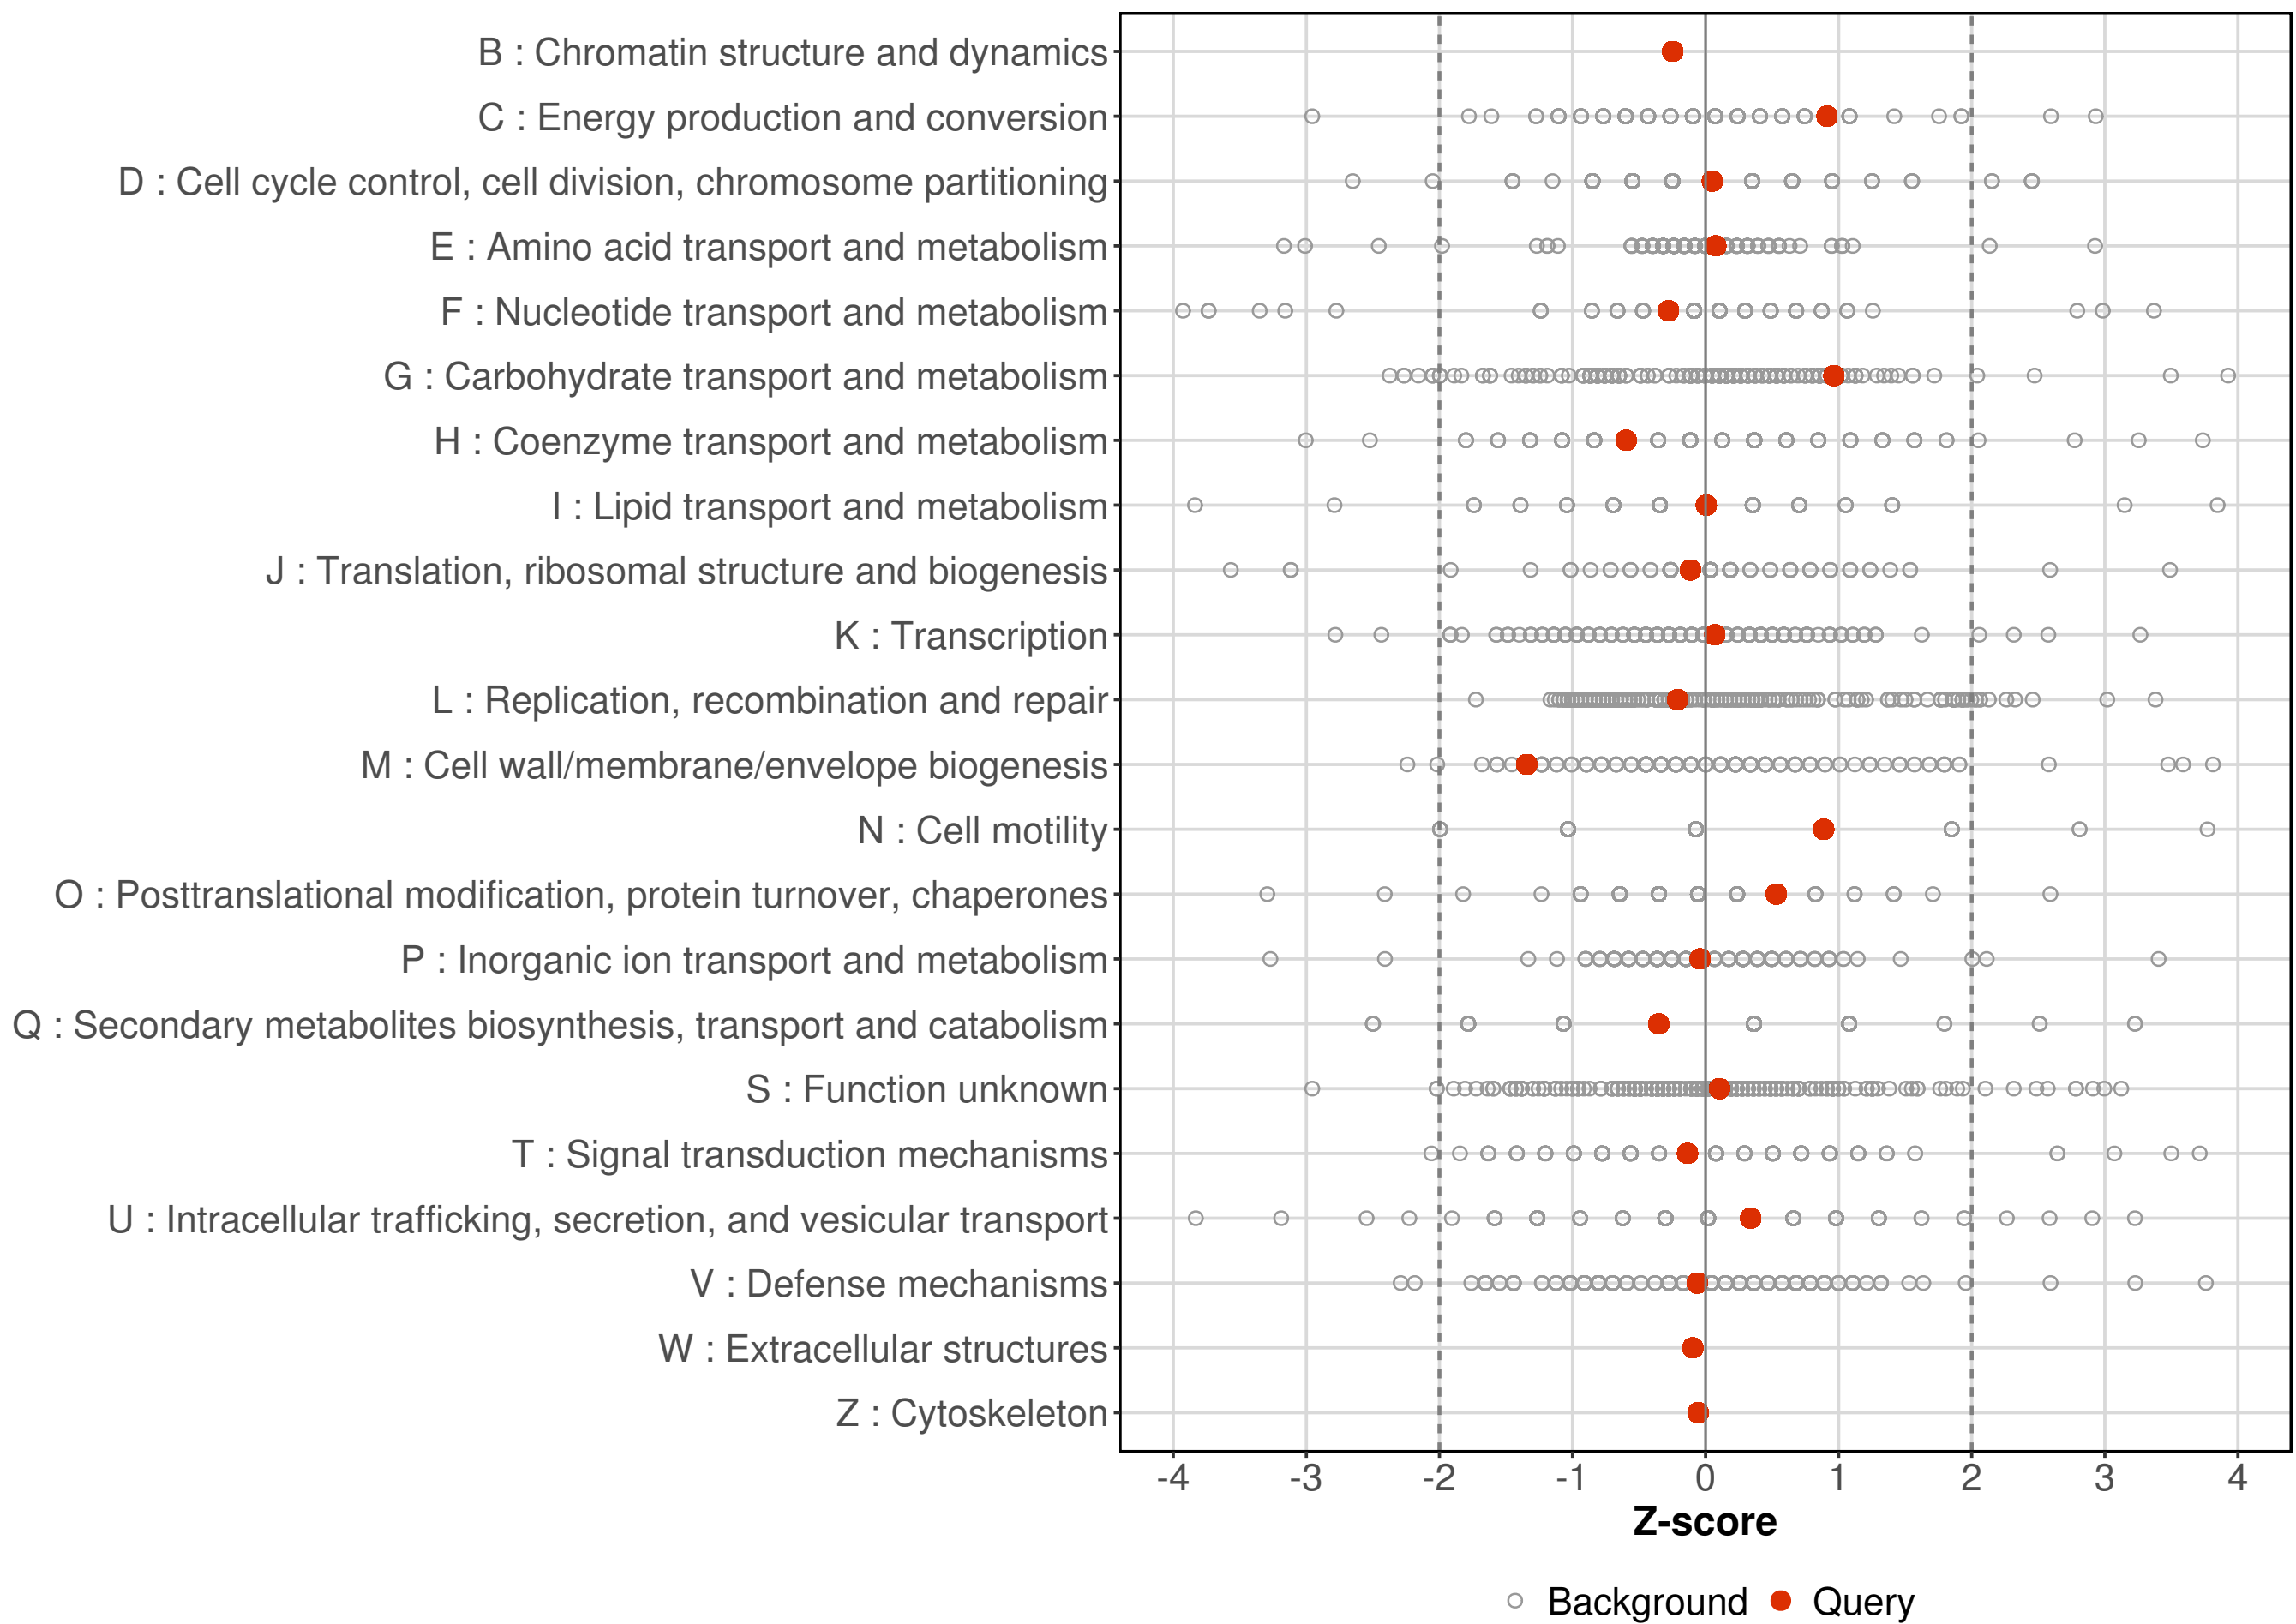 B : Chromatin structure and dynamics
C : Energy production and conversion
D : Cell cycle control, cell division, chromosome partitioning
E : Amino acid transport and metabolism
F : Nucleotide transport and metabolism
G : Carbohydrate transport and metabolism
H : Coenzyme transport and metabolism
I : Lipid transport and metabolism
J : Translation, ribosomal structure and biogenesis
K : Transcription
L : Replication, recombination and repair
M : Cell wall/membrane/envelope biogenesis
N : Cell motility
O : Posttranslational modification, protein turnover, chaperones
P : Inorganic ion transport and metabolism
Q : Secondary metabolites biosynthesis, transport and catabolism
S : Function unknown
T : Signal transduction mechanisms
U : Intracellular trafficking, secretion, and vesicular transport
V : Defense mechanisms
W : Extracellular structures
Z : Cytoskeleton
-4 -3 -2 -1 0 1 2 3 4
Z-score
Background Query